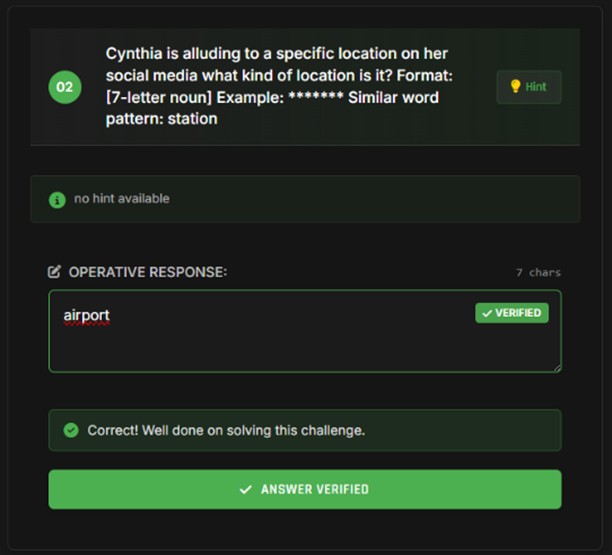 02
Cynthia is alluding to a specific location on her
social media what kind of location is it? Format:
[7-letter noun] Example: ******* Similar word
pattern: station
Hint
no hint available
OPERATIVE RESPONSE:
7 chars
airport
VERIFIED
Correct! Well done on solving this challenge.
ANSWER VERIFIED